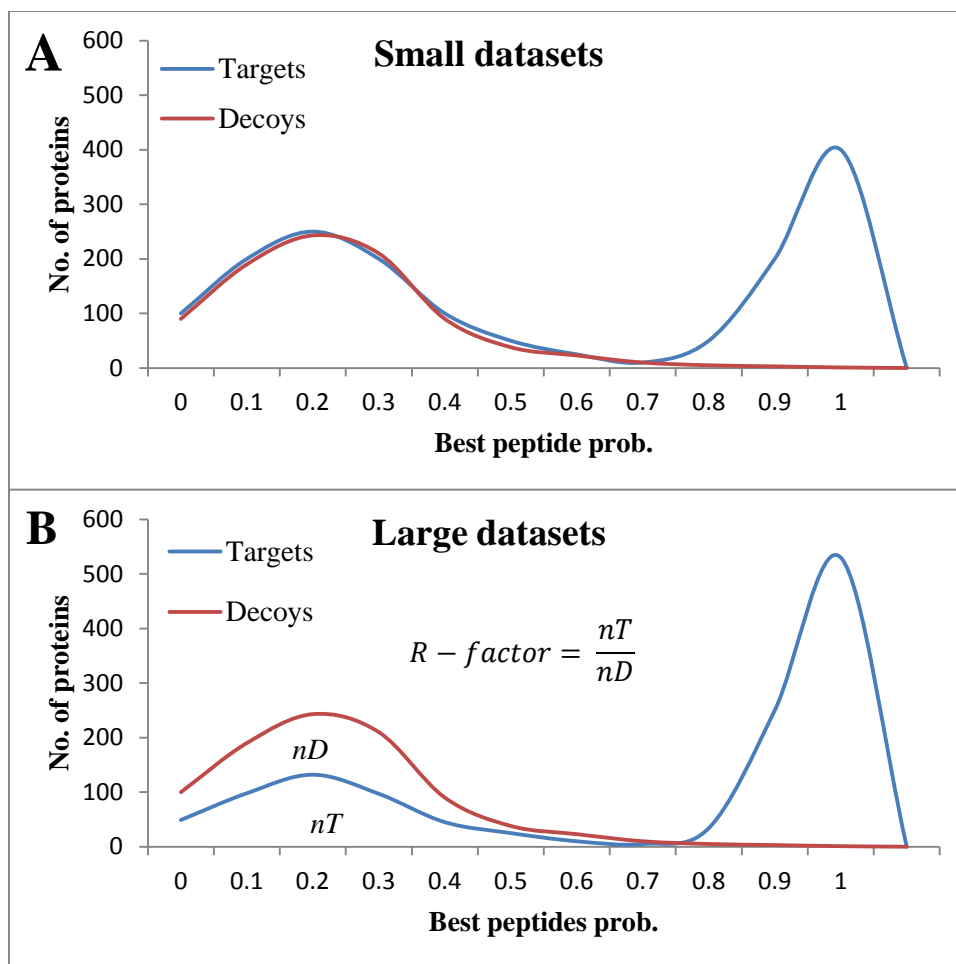 A
Small datasets
Targets
Decoys
No. of proteins
600
500
400
300
200
100
0
0 0.1 0.2 0.3 0.4 0.5 0.6 0.7 0.8 0.9 1
Best peptide prob.
B
Large datasets
Targets
Decoys
R − factor = nT
nD
nD
nT
No. of proteins
600
500
400
300
200
100
0
0 0.1 0.2 0.3 0.4 0.5 0.6 0.7 0.8 0.9 1
Best peptides prob.